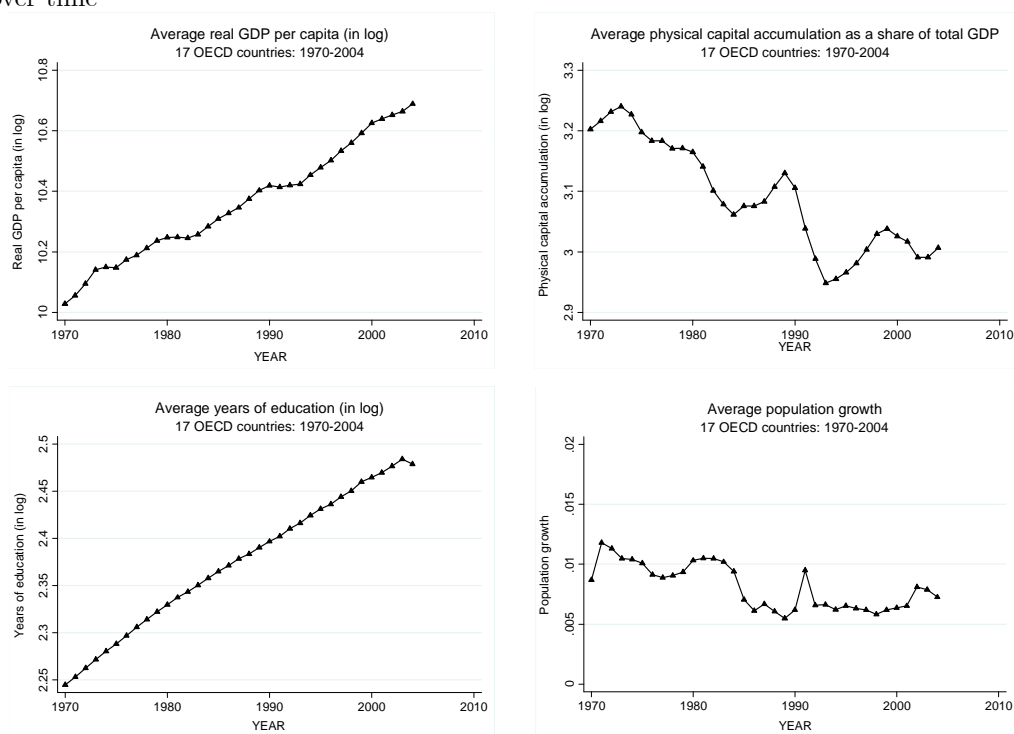 over time
Average real GDP per capita (in log)
17 OECD countries: 1970-2004
Real GDP per capita (in log)
10.8
10.6
10.4
10.2
10
1970 1980 1990 2000 2010
YEAR
Average physical capital accumulation as a share of total GDP
17 OECD countries: 1970-2004
Physical capital accumulation (in log)
3.3
3.2
3.1
3
2.9
1970 1980 1990 2000 2010
YEAR
Average years of education (in log)
17 OECD countries: 1970-2004
Years of education (in log)
2.5
2.45
2.4
2.35
2.3
2.25
1970 1980 1990 2000 2010
YEAR
Average population growth
17 OECD countries: 1970-2004
Population growth
.02
.015
.01
.005
0
1970 1980 1990 2000 2010
YEAR